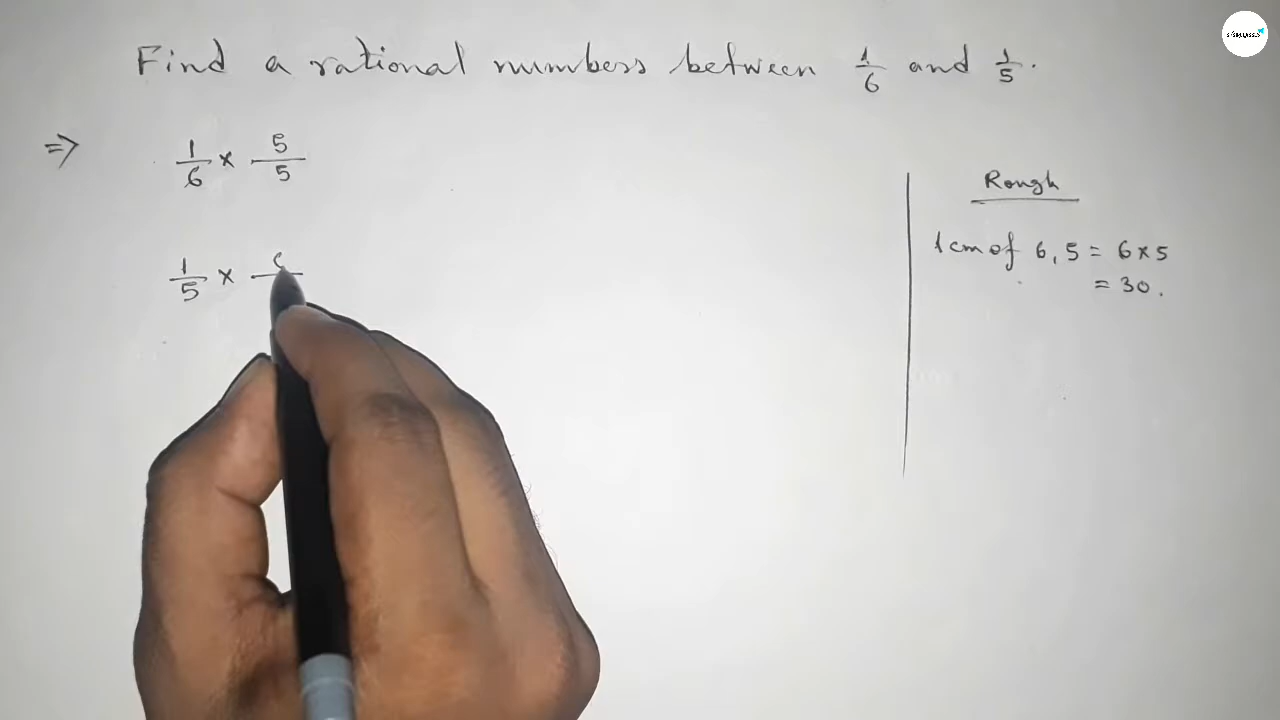 Find a rational numbers between 1/6 and 1/5.
⇒ 1/6 × 5/5
1/5 ×
Rough
lcm of 6, 5 = 6×5
= 30.